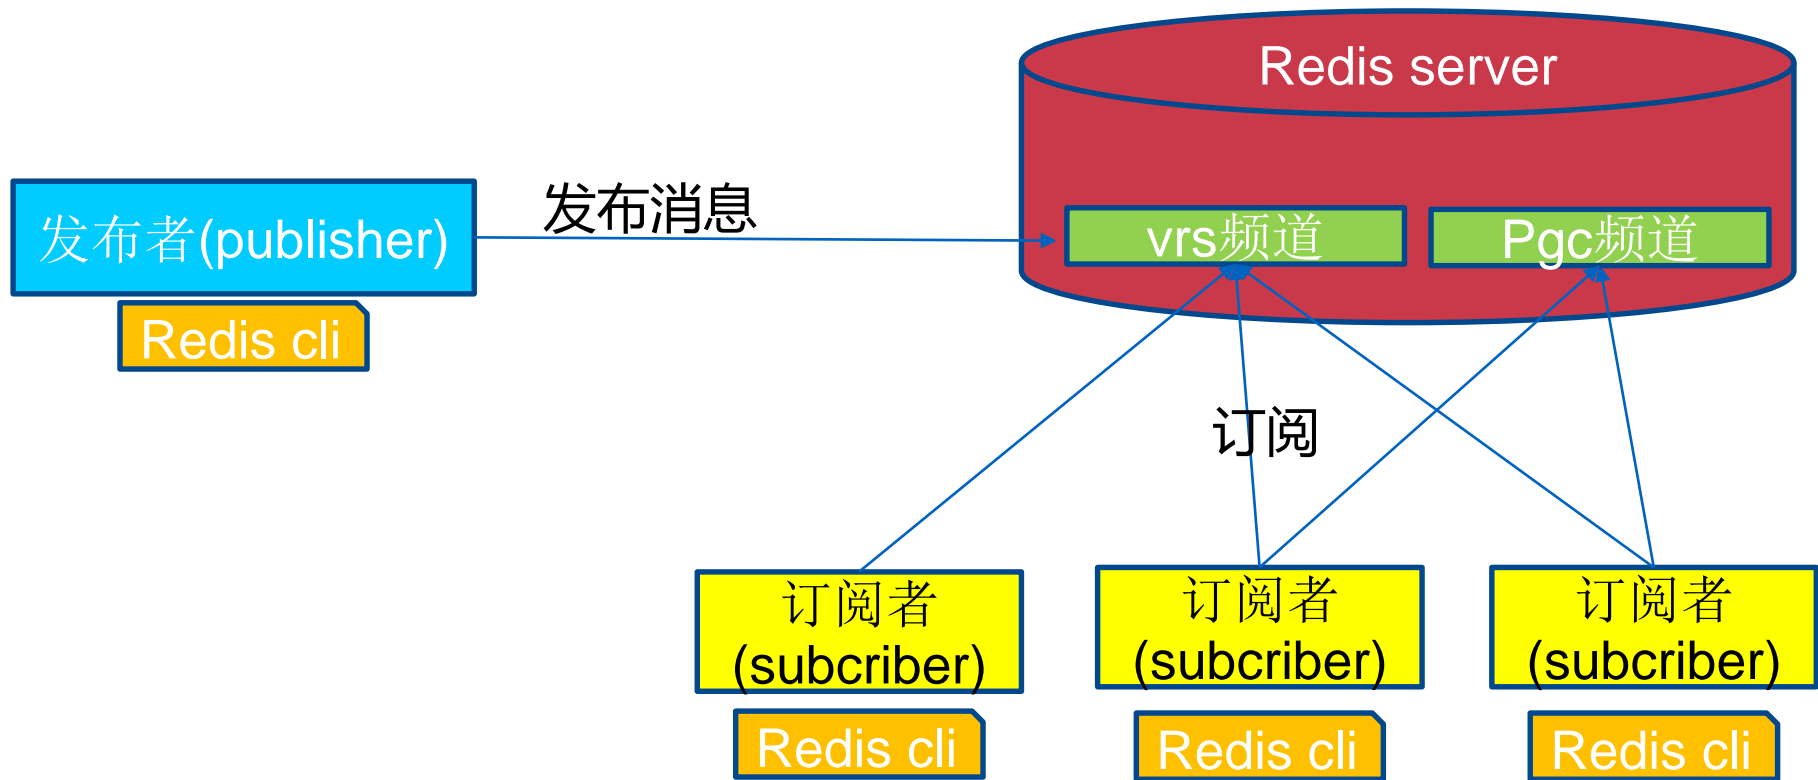 Redis server
发布消息
发布者(publisher)
vrs频道
Pgc频道
Redis cli
订阅
订阅者
(subcriber)
订阅者
(subcriber)
订阅者
(subcriber)
Redis cli
Redis cli
Redis cli